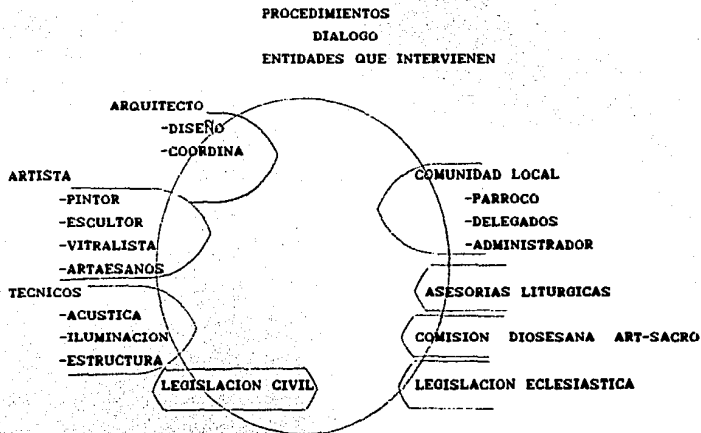 PROCEDIMIENTOS
DIALOGO
ENTIDADES QUE INTERVIENEN
ARQUITECTO
-DISEÑO
-COORDINA
ARTISTA
-PINTOR
-ESCULTOR
-VITRALISTA
-ARTAESANOS
TECNICOS
-ACUSTICA
-ILUMINACION
-ESTRUCTURA
LEGISLACION CIVIL
COMUNIDAD LOCAL
-PARROCO
-DELEGADOS
-ADMINISTRADOR
ASESORIAS LITURGICAS
COMISION DIOSESANA ART-SACRO
LEGISLACION ECLESIASTICA